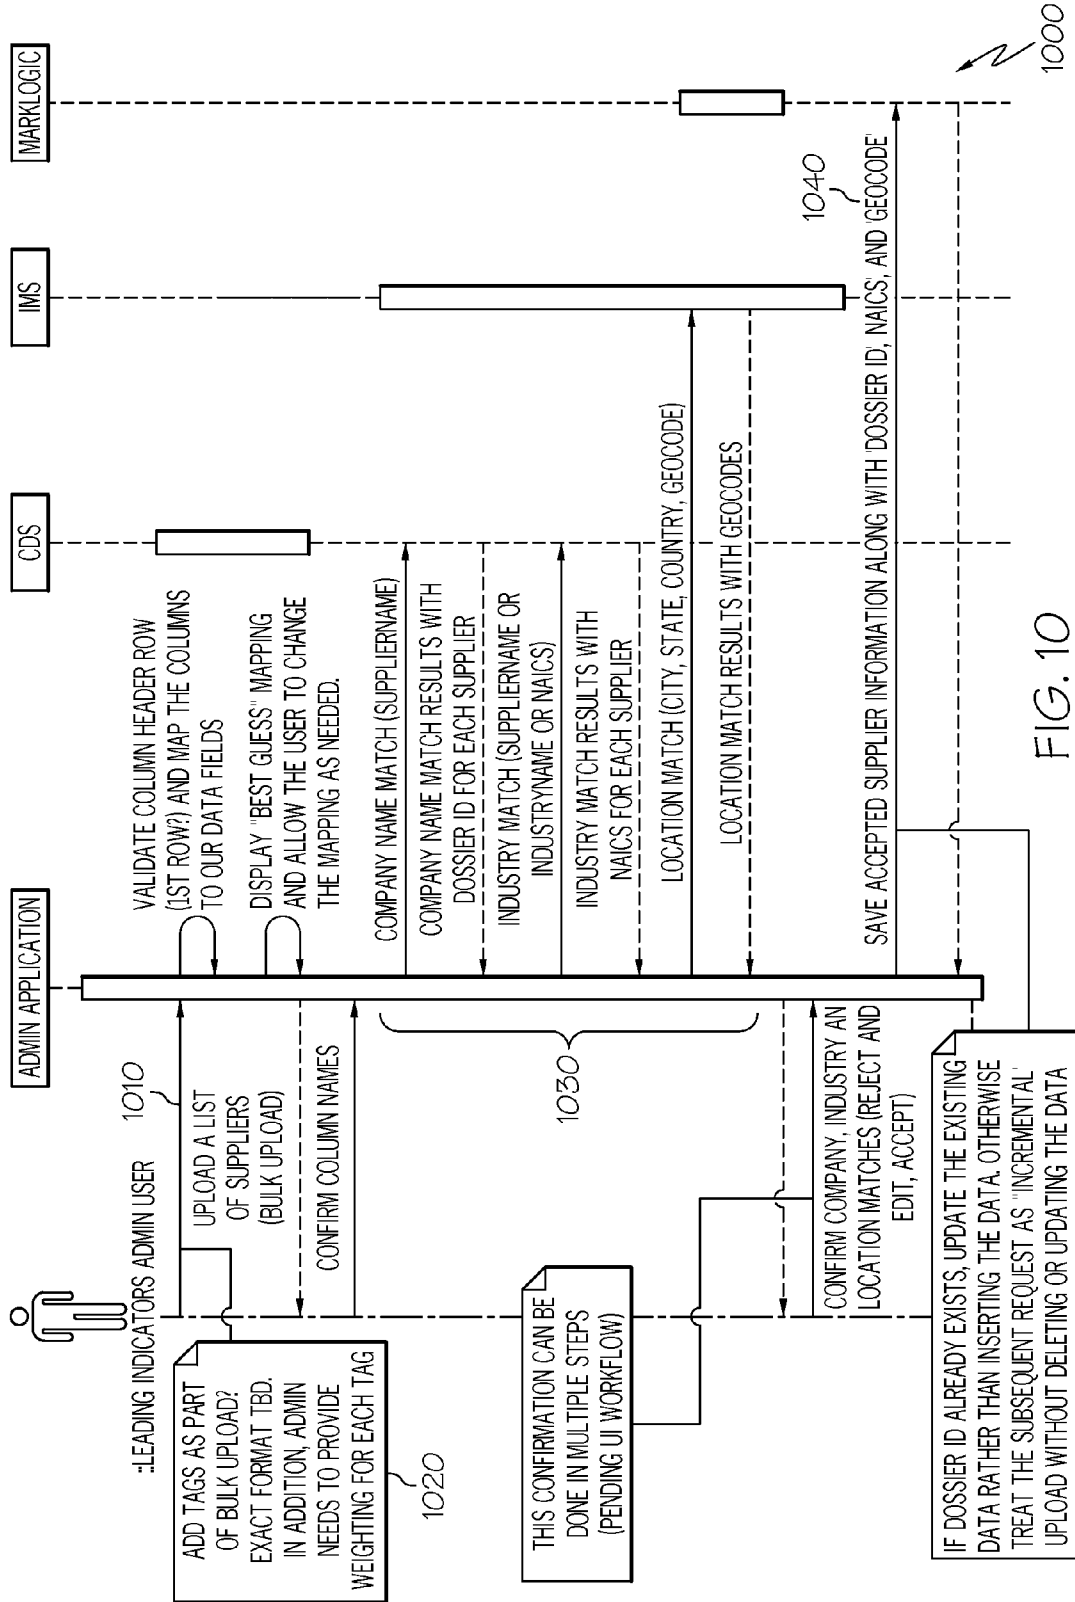 ADMIN APPLICATION
CDS
IMS
MARKLOGIC
:LEADING INDICATORS ADMIN USER
1010
UPLOAD A LIST
OF SUPPLIERS
(BULK UPLOAD)
ADD TAGS AS PART
OF BULK UPLOAD?
EXACT FORMAT TBD.
IN ADDITION, ADMIN
NEEDS TO PROVIDE
WEIGHTING FOR EACH TAG
1020
VALIDATE COLUMN HEADER ROW
(1ST ROW?) AND MAP THE COLUMNS
TO OUR DATA FIELDS
DISPLAY "BEST GUESS" MAPPING
AND ALLOW THE USER TO CHANGE
THE MAPPING AS NEEDED.
CONFIRM COLUMN NAMES
COMPANY NAME MATCH (SUPPLIERNAME)
COMPANY NAME MATCH RESULTS WITH
DOSSIER ID FOR EACH SUPPLIER
INDUSTRY MATCH (SUPPLIERNAME OR
INDUSTRYNAME OR NAICS)
INDUSTRY MATCH RESULTS WITH
NAICS FOR EACH SUPPLIER
1030
LOCATION MATCH (CITY, STATE, COUNTRY, GEOCODE)
LOCATION MATCH RESULTS WITH GEOCODES
THIS CONFIRMATION CAN BE
DONE IN MULTIPLE STEPS
(PENDING UI WORKFLOW)
CONFIRM COMPANY, INDUSTRY AN
LOCATION MATCHES (REJECT AND
EDIT, ACCEPT)
1040
SAVE ACCEPTED SUPPLIER INFORMATION ALONG WITH 'DOSSIER ID', NAICS', AND 'GEOCODE'
IF DOSSIER ID ALREADY EXISTS, UPDATE THE EXISTING
DATA RATHER THAN INSERTING THE DATA. OTHERWISE
TREAT THE SUBSEQUENT REQUEST AS "INCREMENTAL'
UPLOAD WITHOUT DELETING OR UPDATING THE DATA
1000
FIG. 10